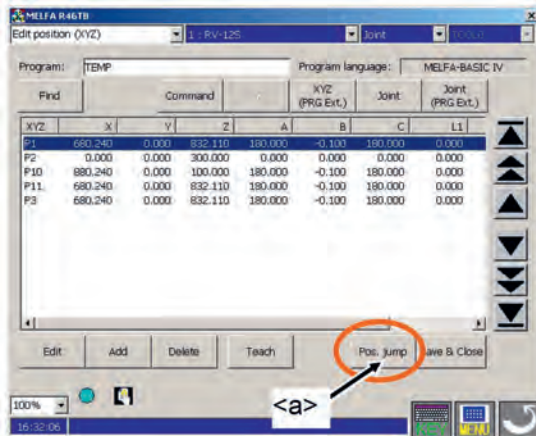 MELFA R46TB
Edit position (XYZ) 1 : RV-12S Joint TOOL0
Program: TEMP Program language: MELFA-BASIC IV
Find Command XYZ (PRG Ext.) Joint Joint (PRG Ext.)
XYZ X Y Z A B C L1
P1 680.240 0.000 832.110 180.000 -0.100 180.000 0.000
P2 0.000 0.000 300.000 0.000 0.000 0.000 0.000
P10 880.240 0.000 100.000 180.000 -0.100 180.000 0.000
P11 680.240 0.000 832.110 180.000 -0.100 180.000 0.000
P3 680.240 0.000 832.110 180.000 -0.100 180.000 0.000
Edit Add Delete Teach Pos. jump ave & Close
<a>
100%
16:32:06 KEY MENU